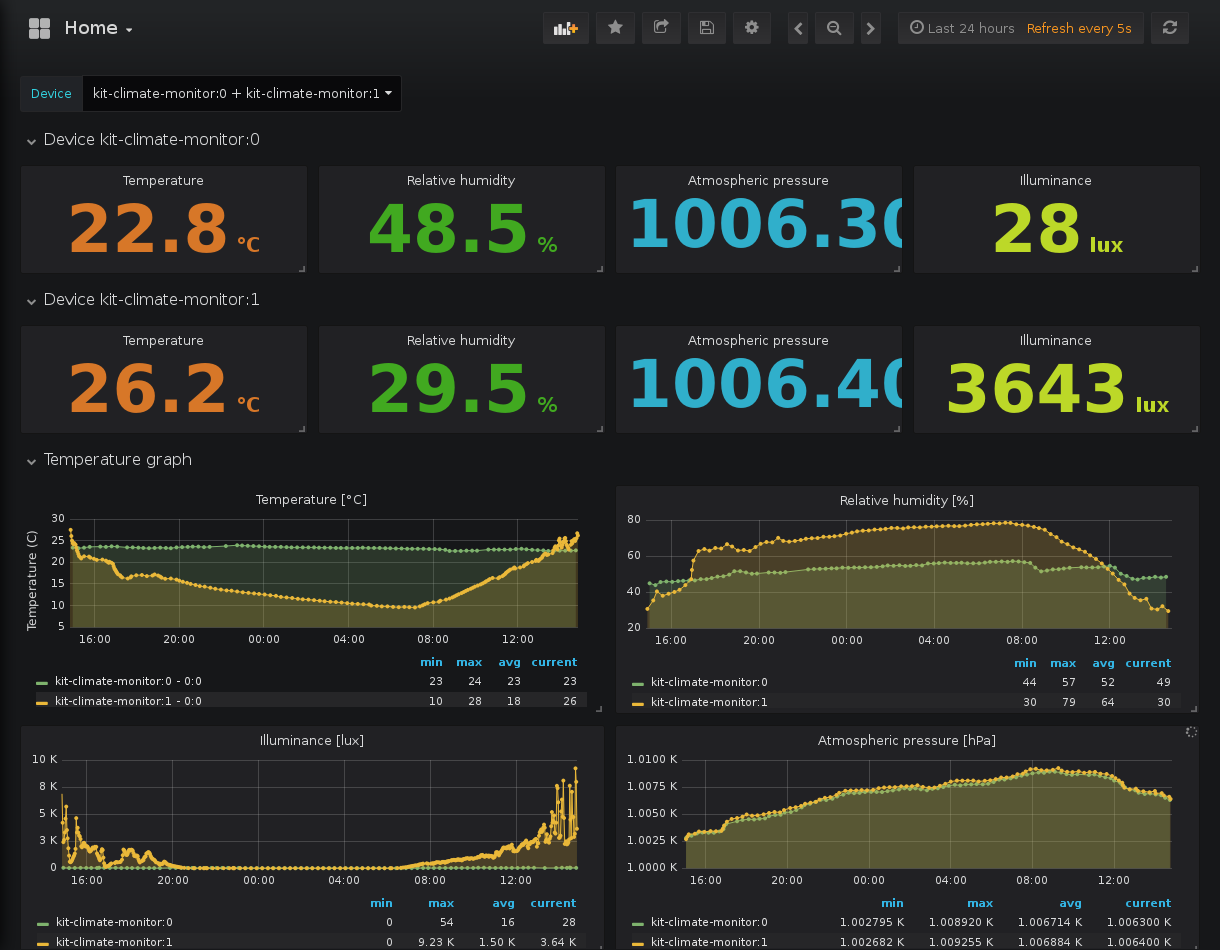 Home
Last 24 hours Refresh every 5s
Device kit-climate-monitor:0 + kit-climate-monitor:1
Device kit-climate-monitor:0
Temperature Relative humidity Atmospheric pressure Illuminance
22.8 °C 48.5 % 1006.30 28 lux
Device kit-climate-monitor:1
Temperature Relative humidity Atmospheric pressure Illuminance
26.2 °C 29.5 % 1006.40 3643 lux
Temperature graph
Temperature [°C]
Temperature (C)
30
25
20
15
10
5
16:00 20:00 00:00 04:00 08:00 12:00
min max avg current
kit-climate-monitor:0 - 0:0 23 24 23 23
kit-climate-monitor:1 - 0:0 10 28 18 26
Relative humidity [%]
80
60
40
20
16:00 20:00 00:00 04:00 08:00 12:00
min max avg current
kit-climate-monitor:0 44 57 52 49
kit-climate-monitor:1 30 79 64 30
Illuminance [lux]
10 K
8 K
5 K
3 K
0
16:00 20:00 00:00 04:00 08:00 12:00
min max avg current
kit-climate-monitor:0 0 54 16 28
kit-climate-monitor:1 0 9.23 K 1.50 K 3.64 K
Atmospheric pressure [hPa]
1.0100 K
1.0075 K
1.0050 K
1.0025 K
1.0000 K
16:00 20:00 00:00 04:00 08:00 12:00
min max avg current
kit-climate-monitor:0 1.002795 K 1.008920 K 1.006714 K 1.006300 K
kit-climate-monitor:1 1.002682 K 1.009255 K 1.006884 K 1.006400 K